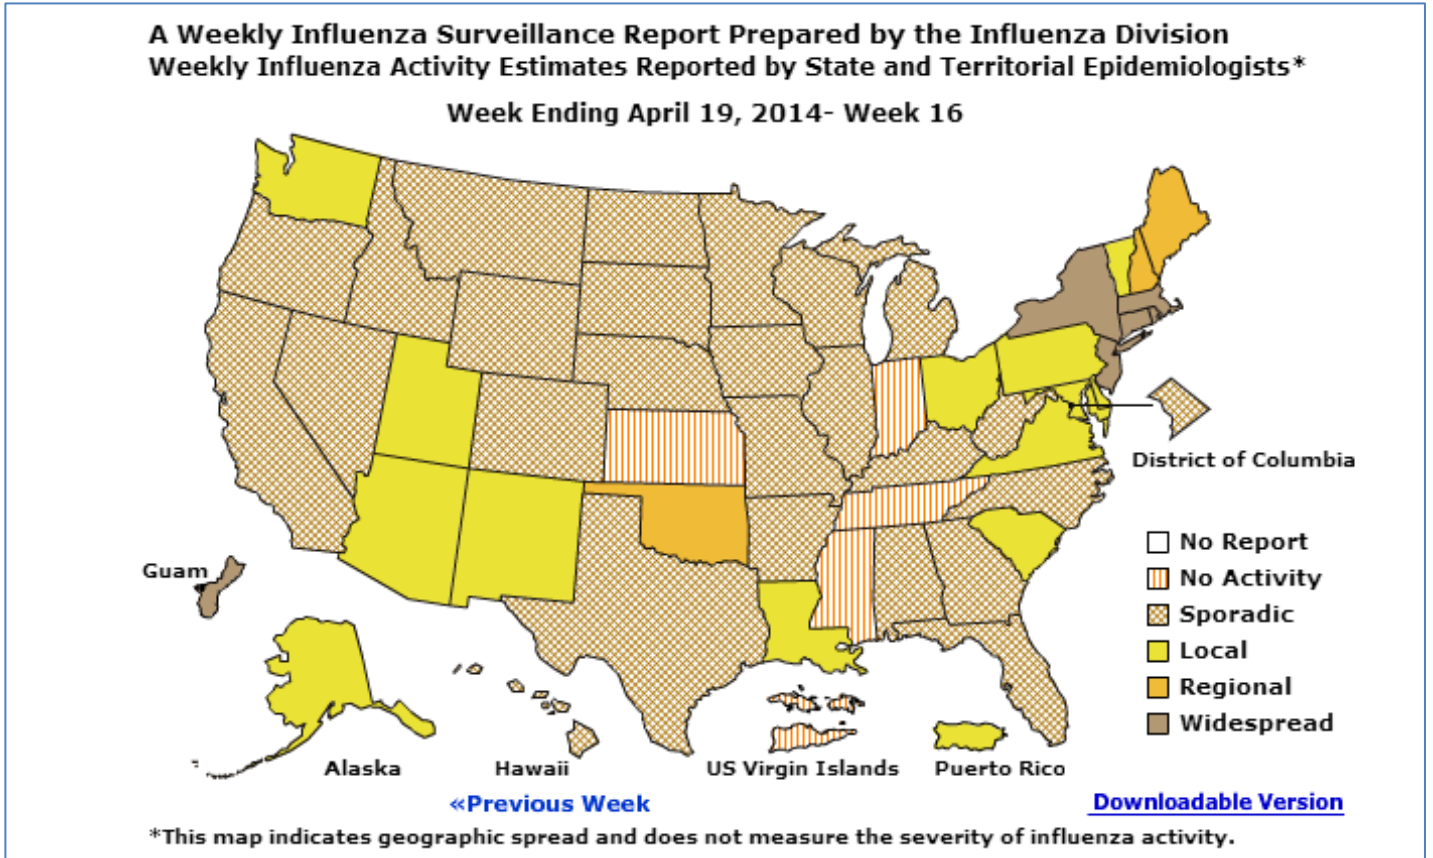 A Weekly Influenza Surveillance Report Prepared by the Influenza Division
Weekly Influenza Activity Estimates Reported by State and Territorial Epidemiologists*
Week Ending April 19, 2014- Week 16
District of Columbia
No Report
Guam
No Activity
Sporadic
Local
Regional
Widespread
Alaska
Hawaii
US Virgin Islands
Puerto Rico
«Previous Week
Downloadable Version
*This map indicates geographic spread and does not measure the severity of influenza activity.